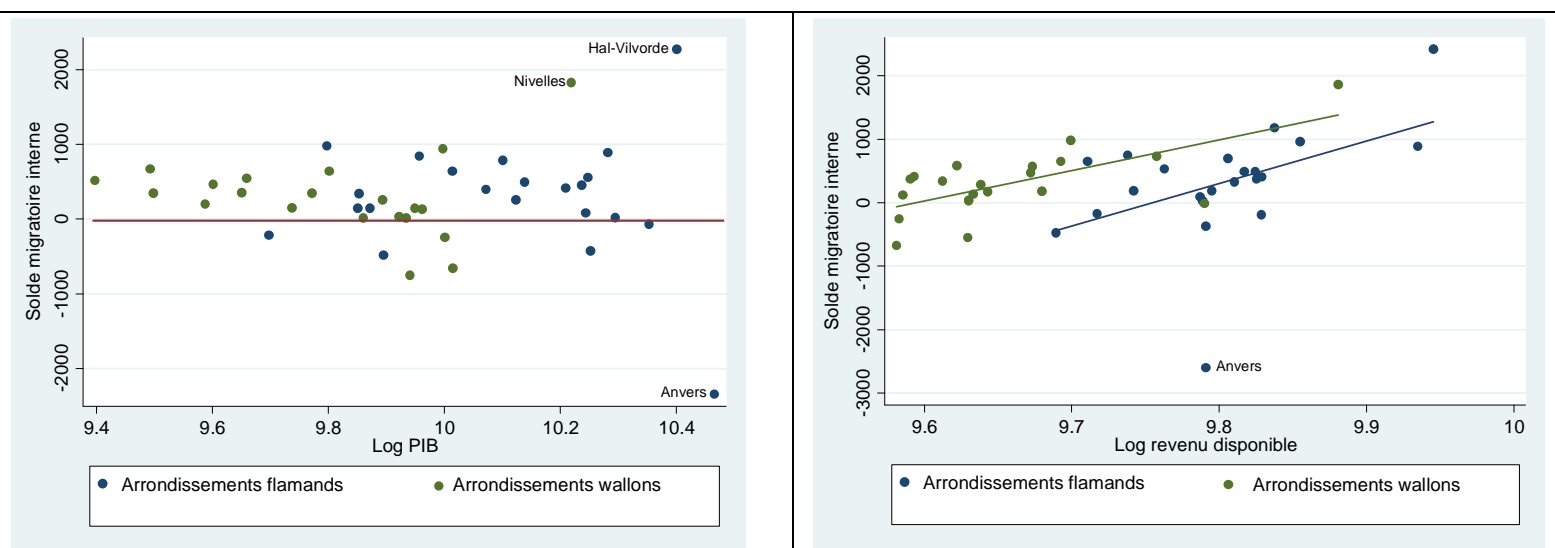 Solde migratoire interne
2000
1000
0
-1000
-2000
Hal-Vilvorde
Nivelles
Anvers
9.4 9.6 9.8 10 10.2 10.4
Log PIB
Arrondissements flamands Arrondissements wallons
Solde migratoire interne
2000
1000
0
-1000
-2000
-3000
Anvers
9.6 9.7 9.8 9.9 10
Log revenu disponible
Arrondissements flamands Arrondissements wallons